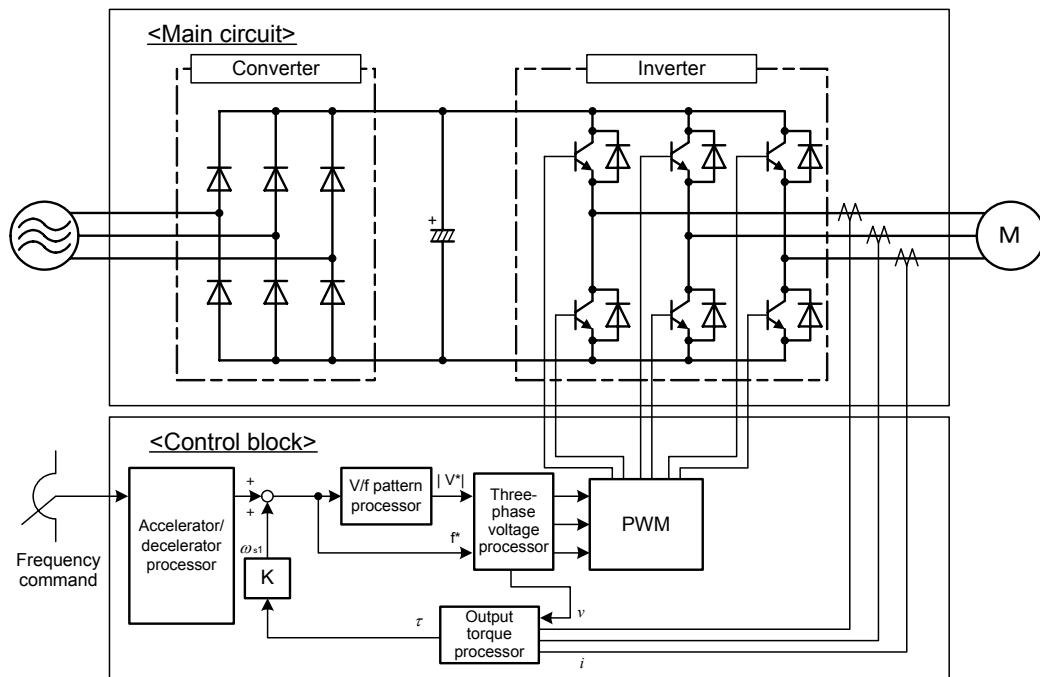 <Main circuit>
Converter
Inverter
+
M
<Control block>
Frequency
command
Accelerator/
decelerator
processor
+
+
ωs1
K
V/f pattern
processor
| V*|
f*
Three-
phase
voltage
processor
PWM
τ
Output
torque
processor
v
i